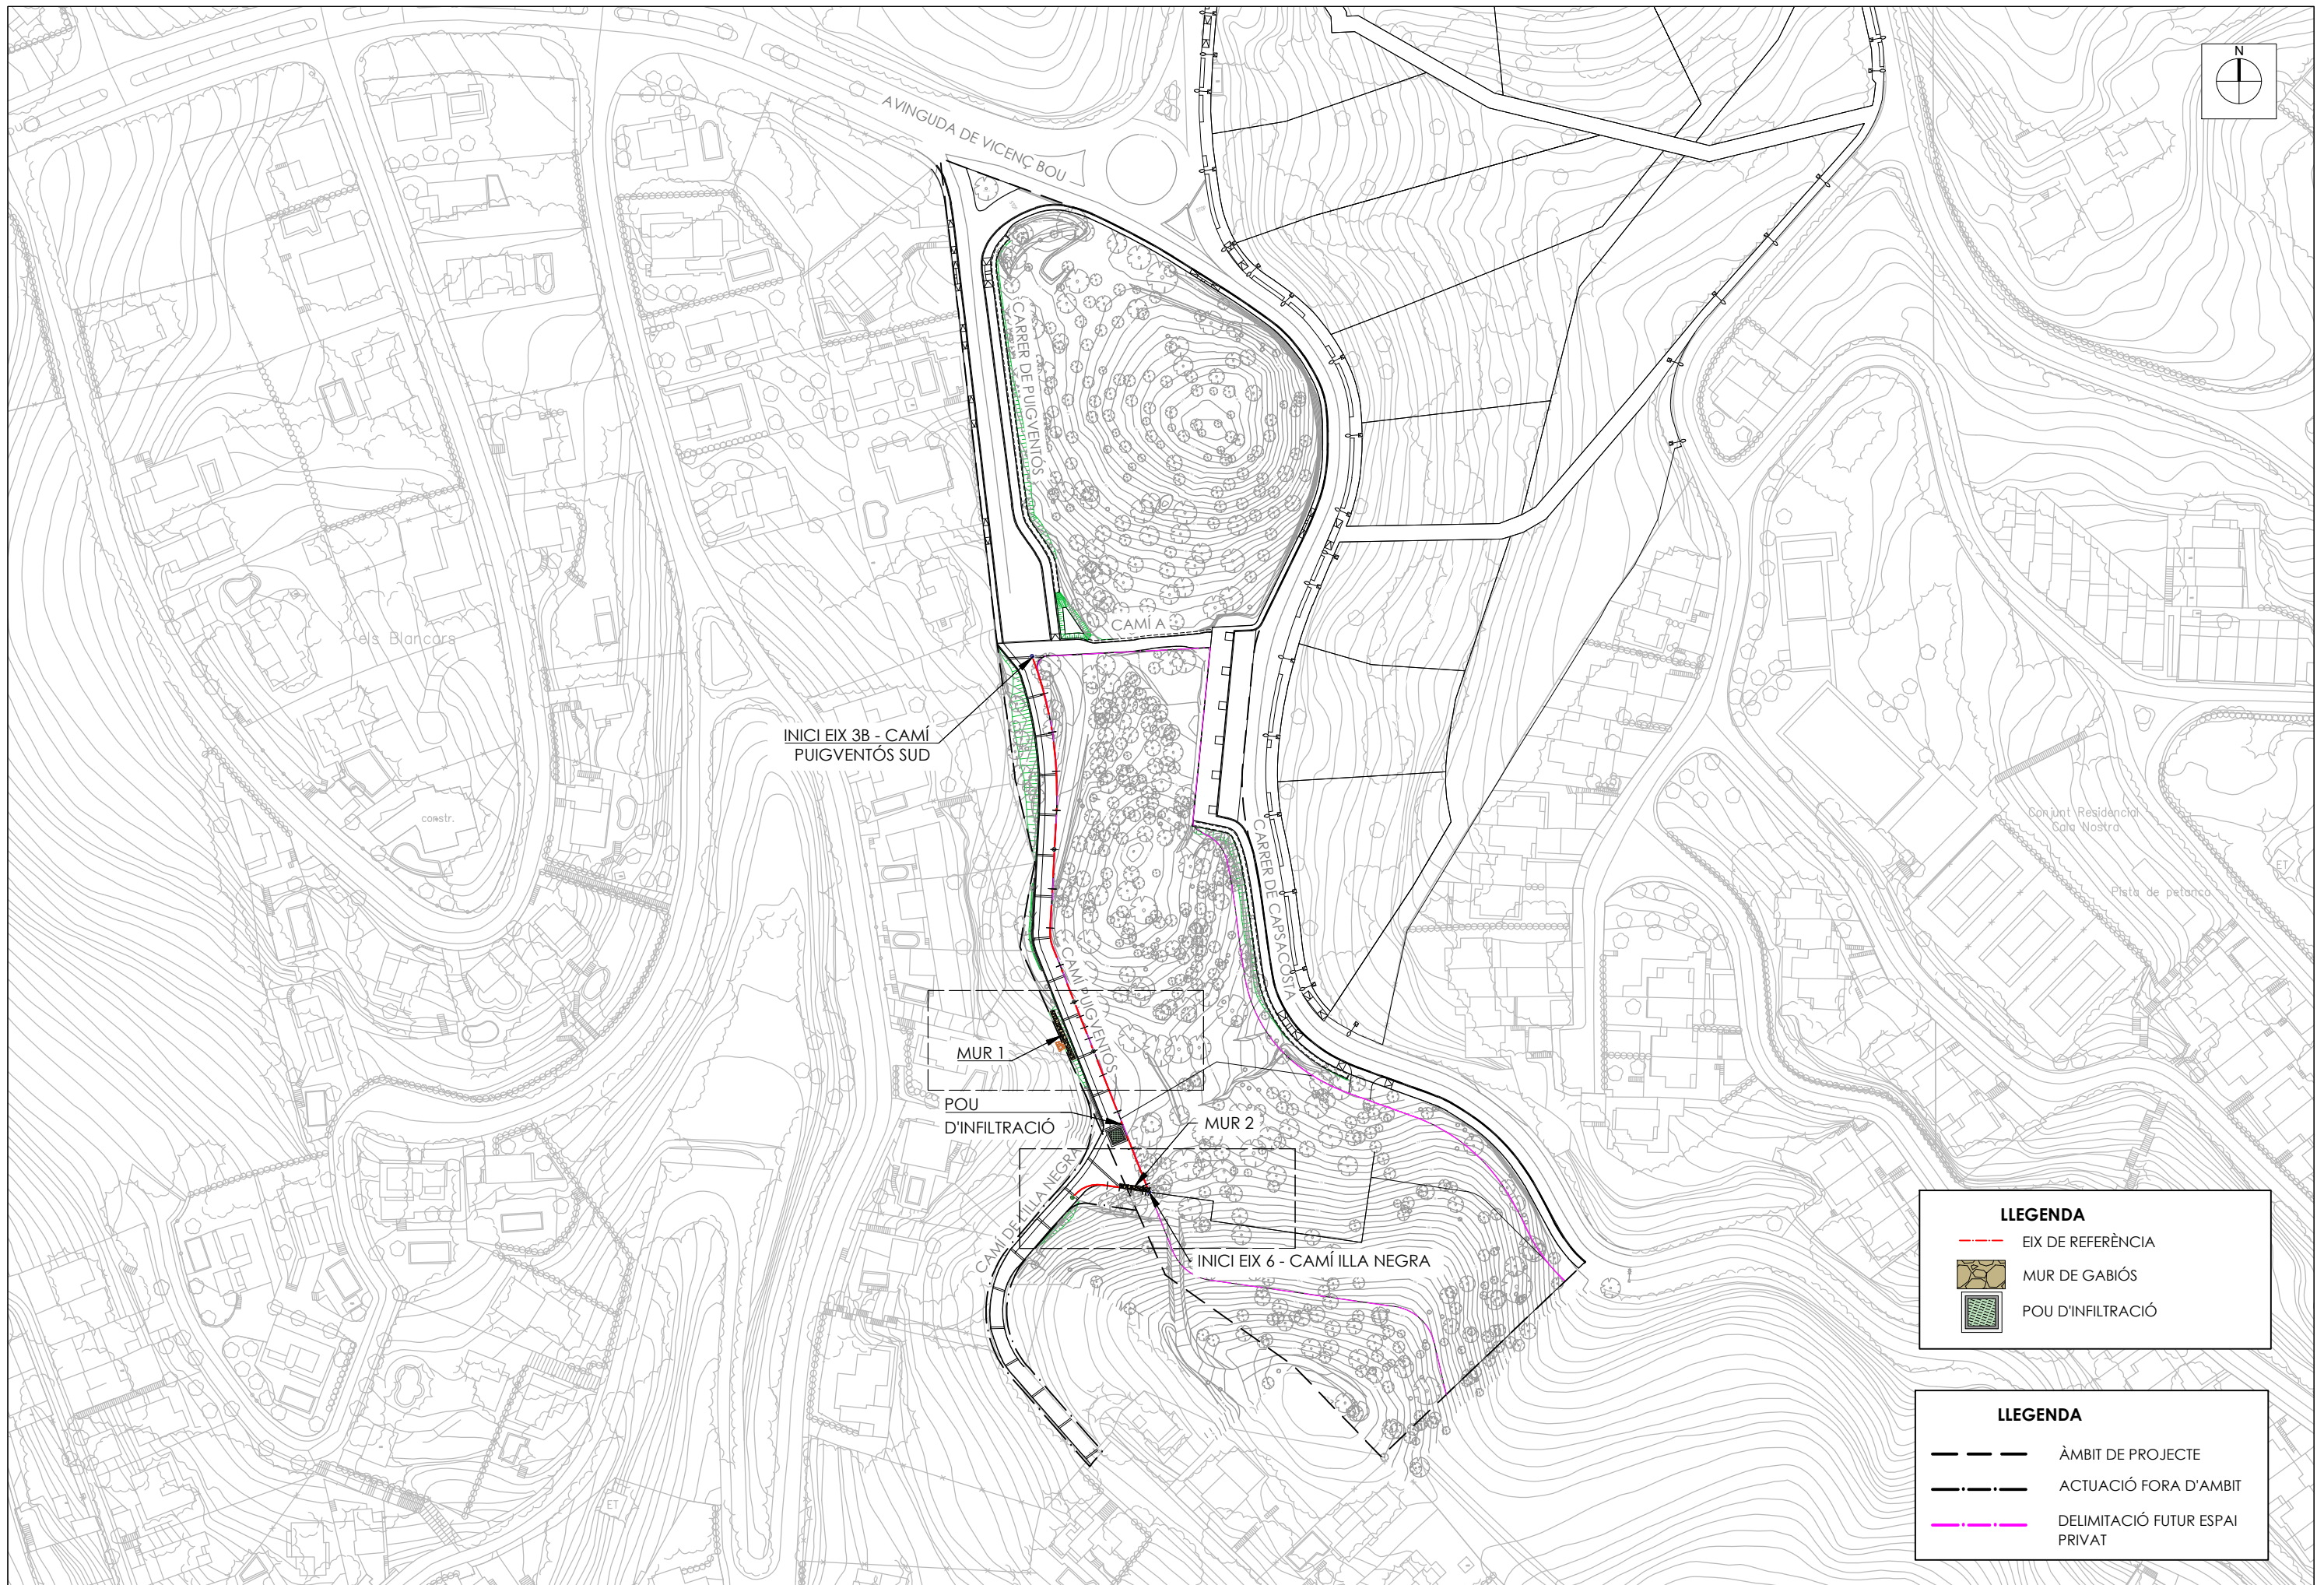 N
AVINGUDA DE VICENÇ BOU
CARRER DE PUIGVENTÓS
els Blancars
CAMÍ A
INICI EIX 3B - CAMÍ
PUIGVENTÓS SUD
constr.
Conjunt Residencial
Cala Nostra
ET
Pista de petanca
CARRER DE CAPSACOSTA
CAMÍ PUIGVENTÓS
MUR 1
POU
D'INFILTRACIÓ
MUR 2
CAMÍ DE L'ILLA NEGRA
INICI EIX 6 - CAMÍ ILLA NEGRA
LLEGENDA
EIX DE REFERÈNCIA
MUR DE GABIÓS
POU D'INFILTRACIÓ
LLEGENDA
ÀMBIT DE PROJECTE
ACTUACIÓ FORA D'AMBIT
DELIMITACIÓ FUTUR ESPAI
PRIVAT
ET